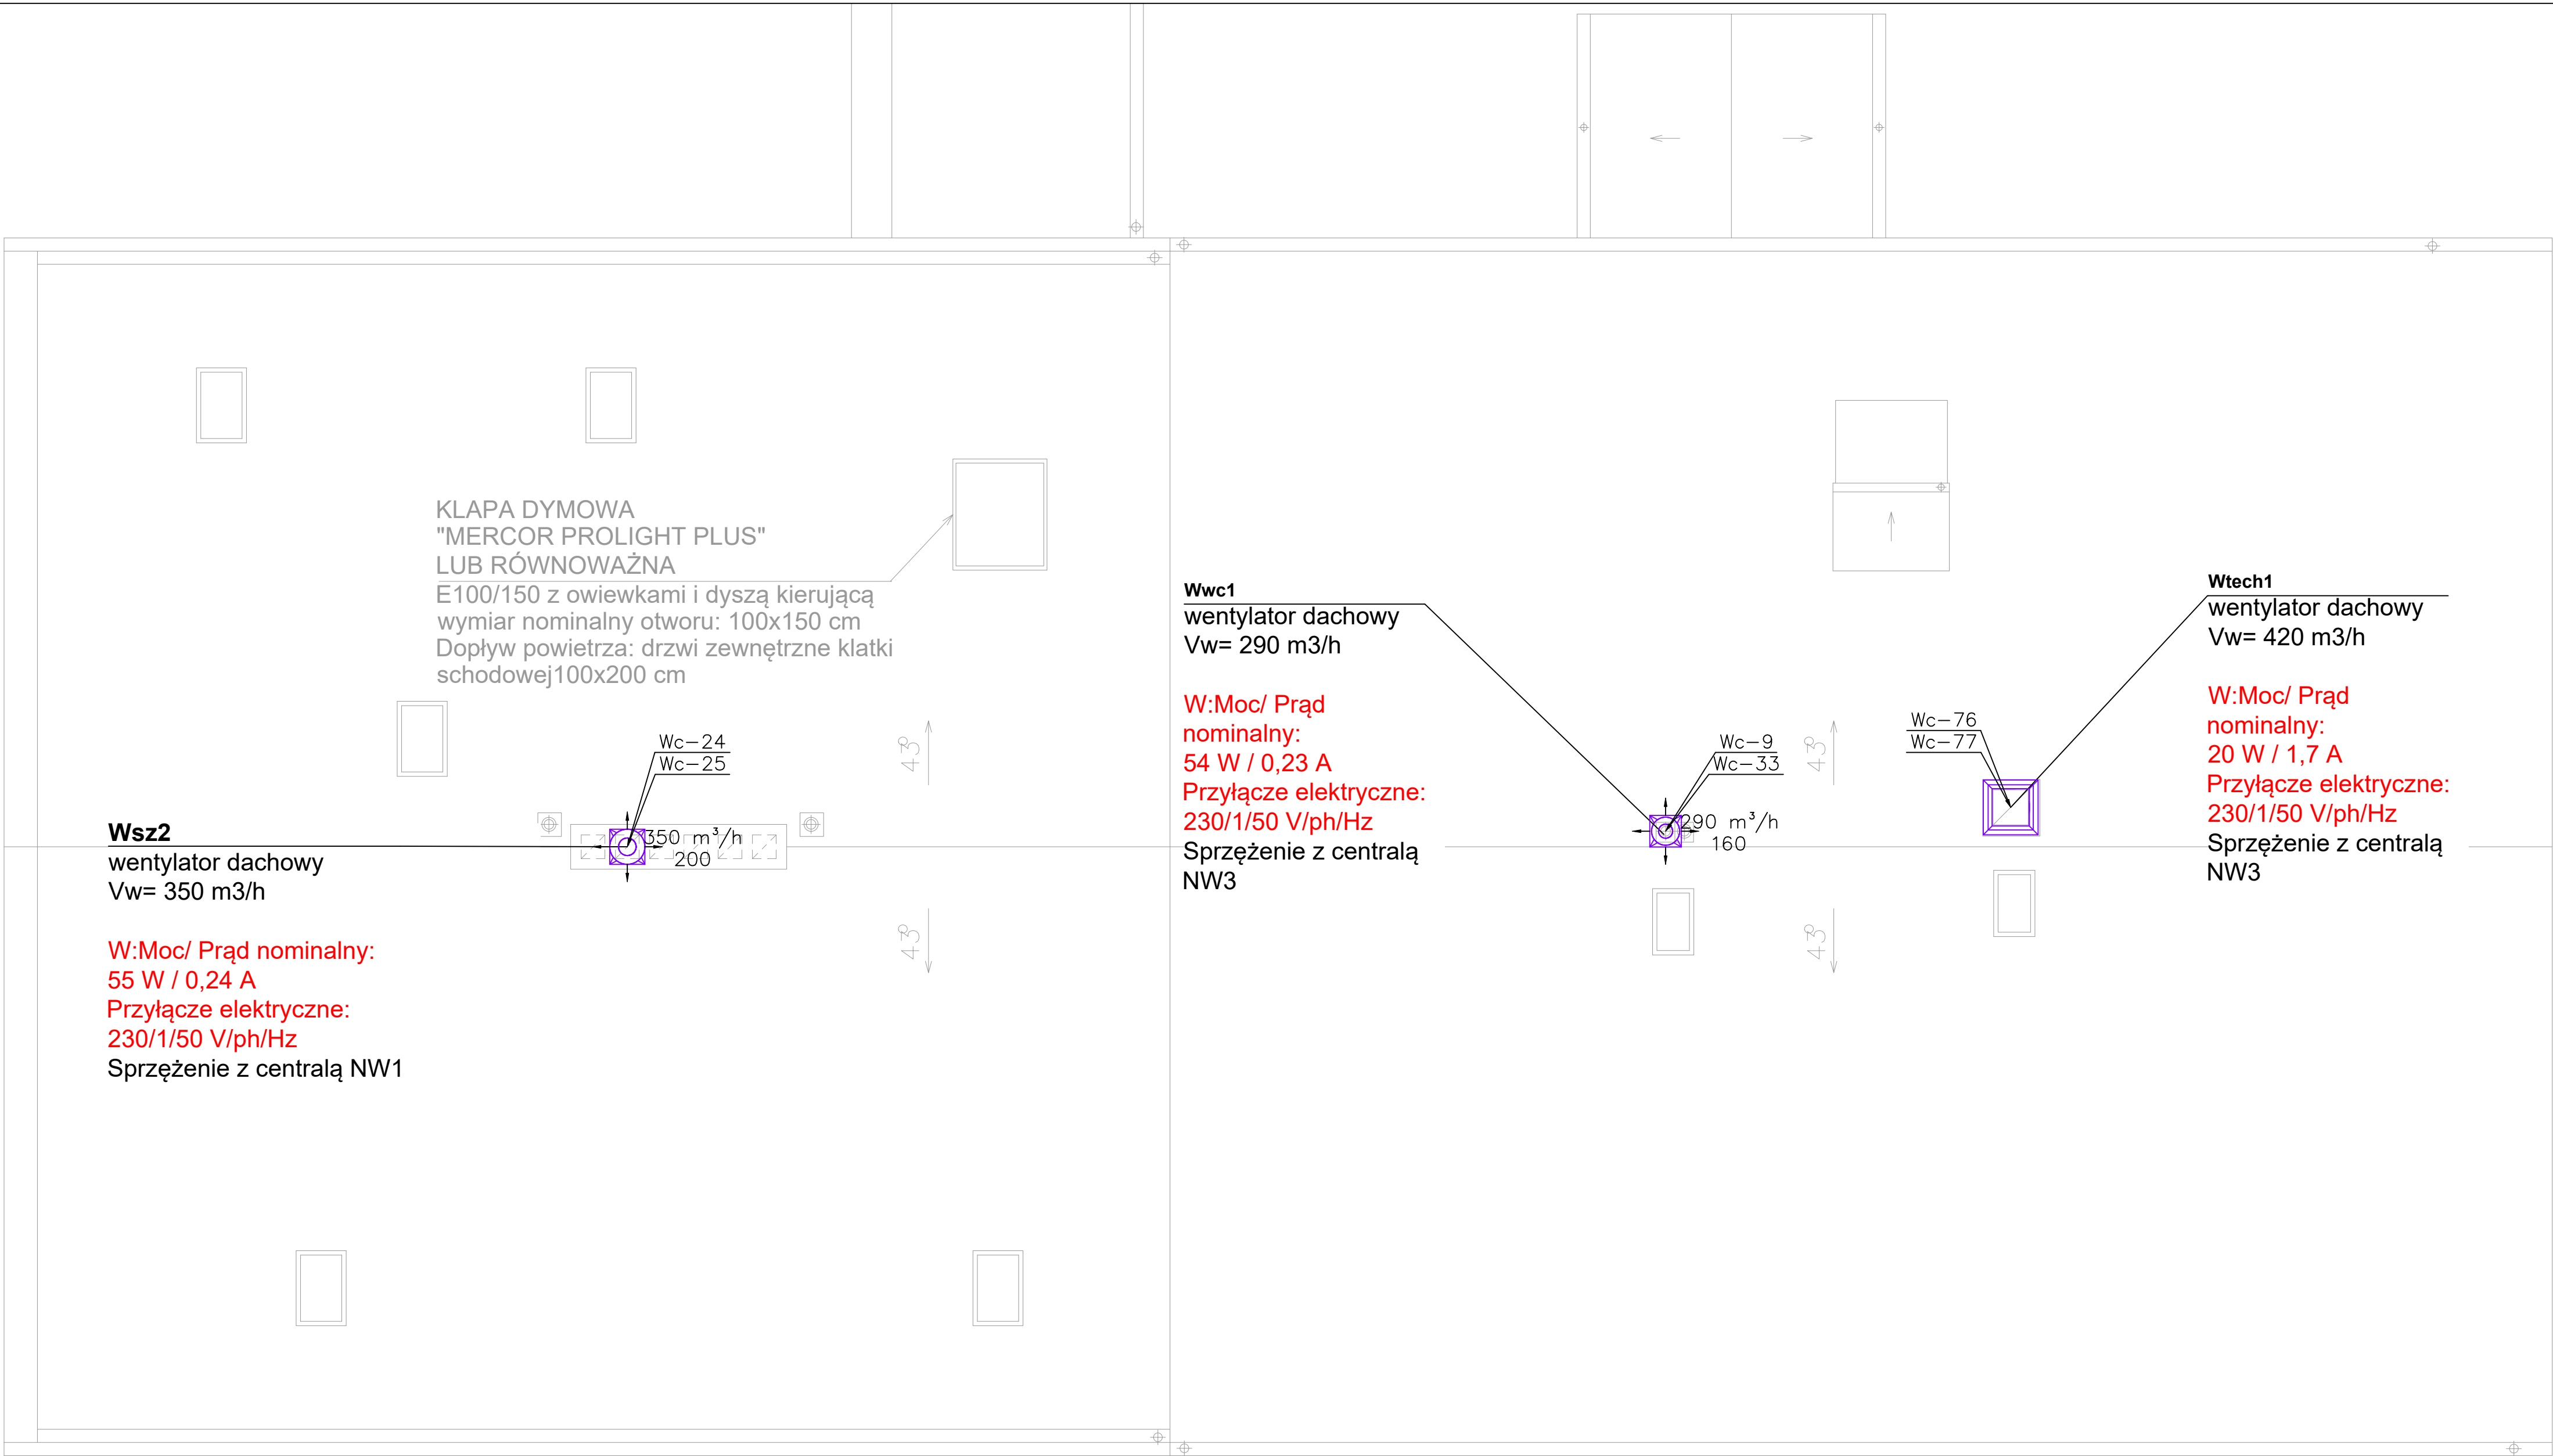 KLAPA DYMOWA
"MERCOR PROLIGHT PLUS"
LUB RÓWNOWAŻNA
E100/150 z owiewkami i dyszą kierującą
wymiar nominalny otworu: 100x150 cm
Dopływ powietrza: drzwi zewnętrzne klatki
schodowej100x200 cm
Wc-24
Wc-25
350 m³/h
200
Wsz2
wentylator dachowy
Vw= 350 m3/h
W:Moc/ Prąd nominalny:
55 W / 0,24 A
Przyłącze elektryczne:
230/1/50 V/ph/Hz
Sprzężenie z centralą NW1
43°
43°
Wwc1
wentylator dachowy
Vw= 290 m3/h
W:Moc/ Prąd
nominalny:
54 W / 0,23 A
Przyłącze elektryczne:
230/1/50 V/ph/Hz
Sprzężenie z centralą
NW3
Wc-9
Wc-33
290 m³/h
160
43°
43°
Wc-76
Wc-77
Wtech1
wentylator dachowy
Vw= 420 m3/h
W:Moc/ Prąd
nominalny:
20 W / 1,7 A
Przyłącze elektryczne:
230/1/50 V/ph/Hz
Sprzężenie z centralą
NW3